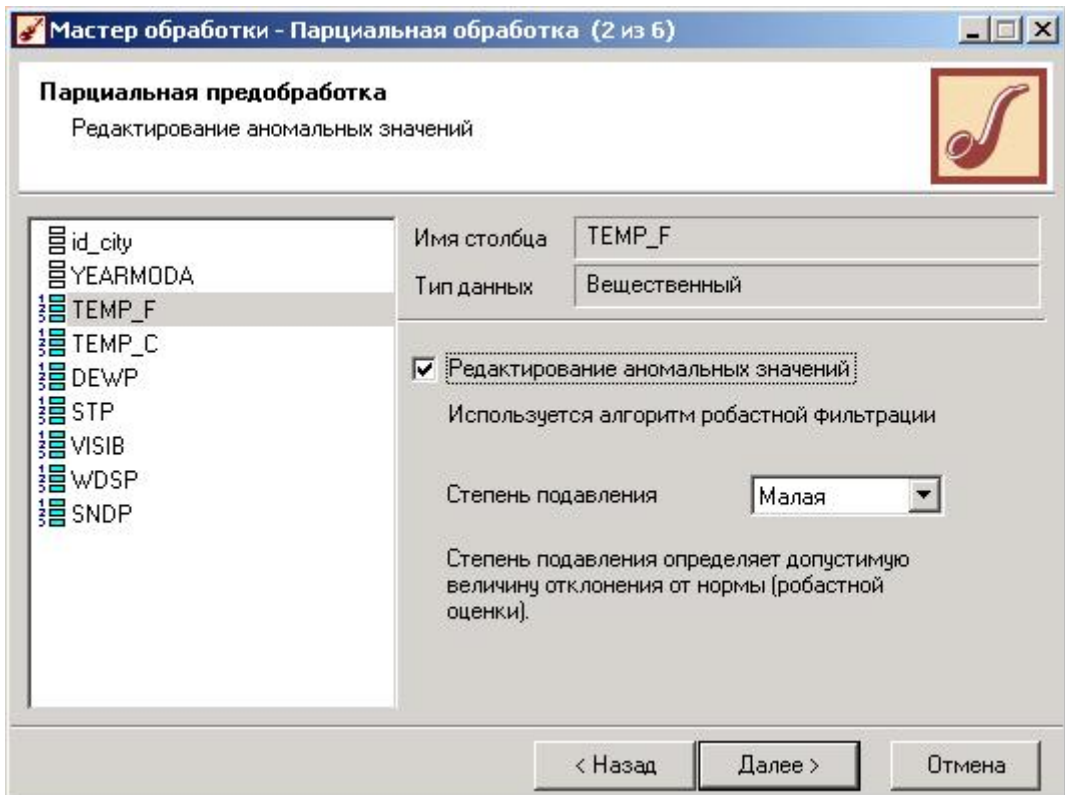 Мастер обработки - Парциальная обработка (2 из 6)
Парциальная предобработка
Редактирование аномальных значений
id_city
YEARMODA
TEMP_F
TEMP_C
DEWP
STP
VISIB
WDSP
SNDP
Имя столбца TEMP_F
Тип данных Вещественный
Редактирование аномальных значений
Используется алгоритм робастной фильтрации
Степень подавления Малая
Степень подавления определяет допустимую
величину отклонения от нормы (робастной
оценки).
< Назад Далее > Отмена